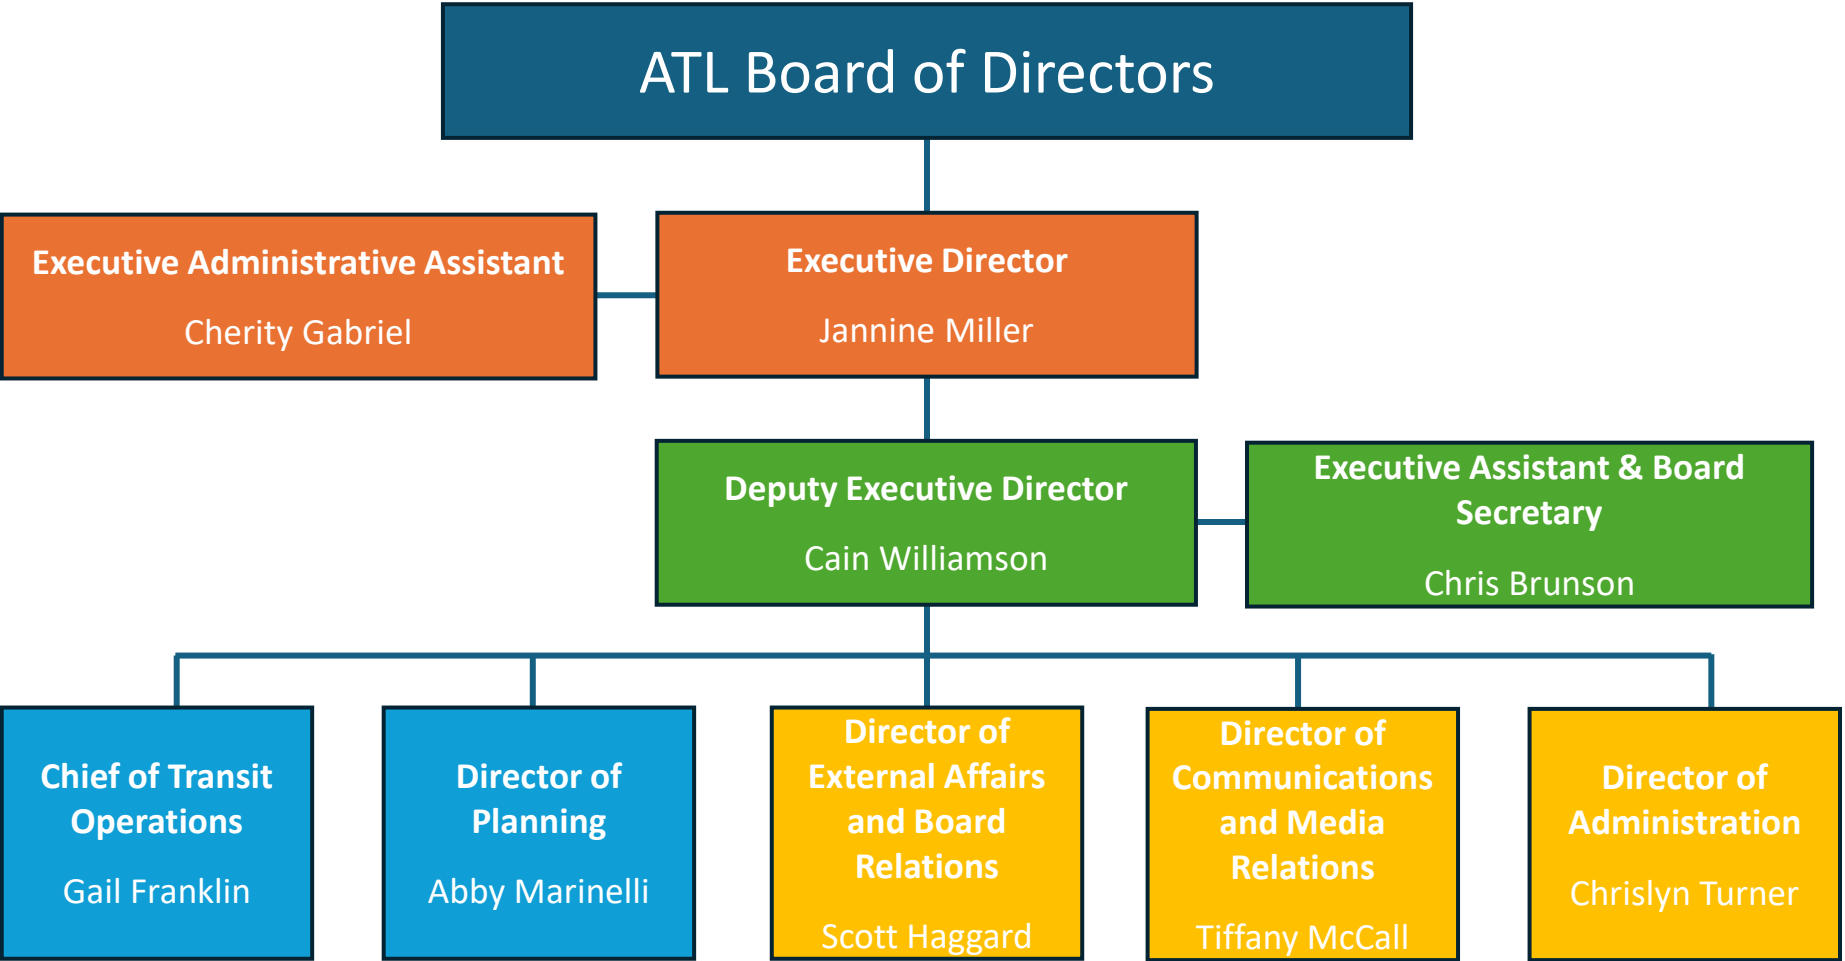 ATL Board of Directors
Executive Administrative Assistant
Cherity Gabriel
Executive Director
Jannine Miller
Deputy Executive Director
Cain Williamson
Executive Assistant & Board
Secretary
Chris Brunson
Chief of Transit
Operations
Gail Franklin
Director of
Planning
Abby Marinelli
Director of
External Affairs
and Board
Relations
Scott Haggard
Director of
Communications
and Media
Relations
Tiffany McCall
Director of
Administration
Chrislyn Turner